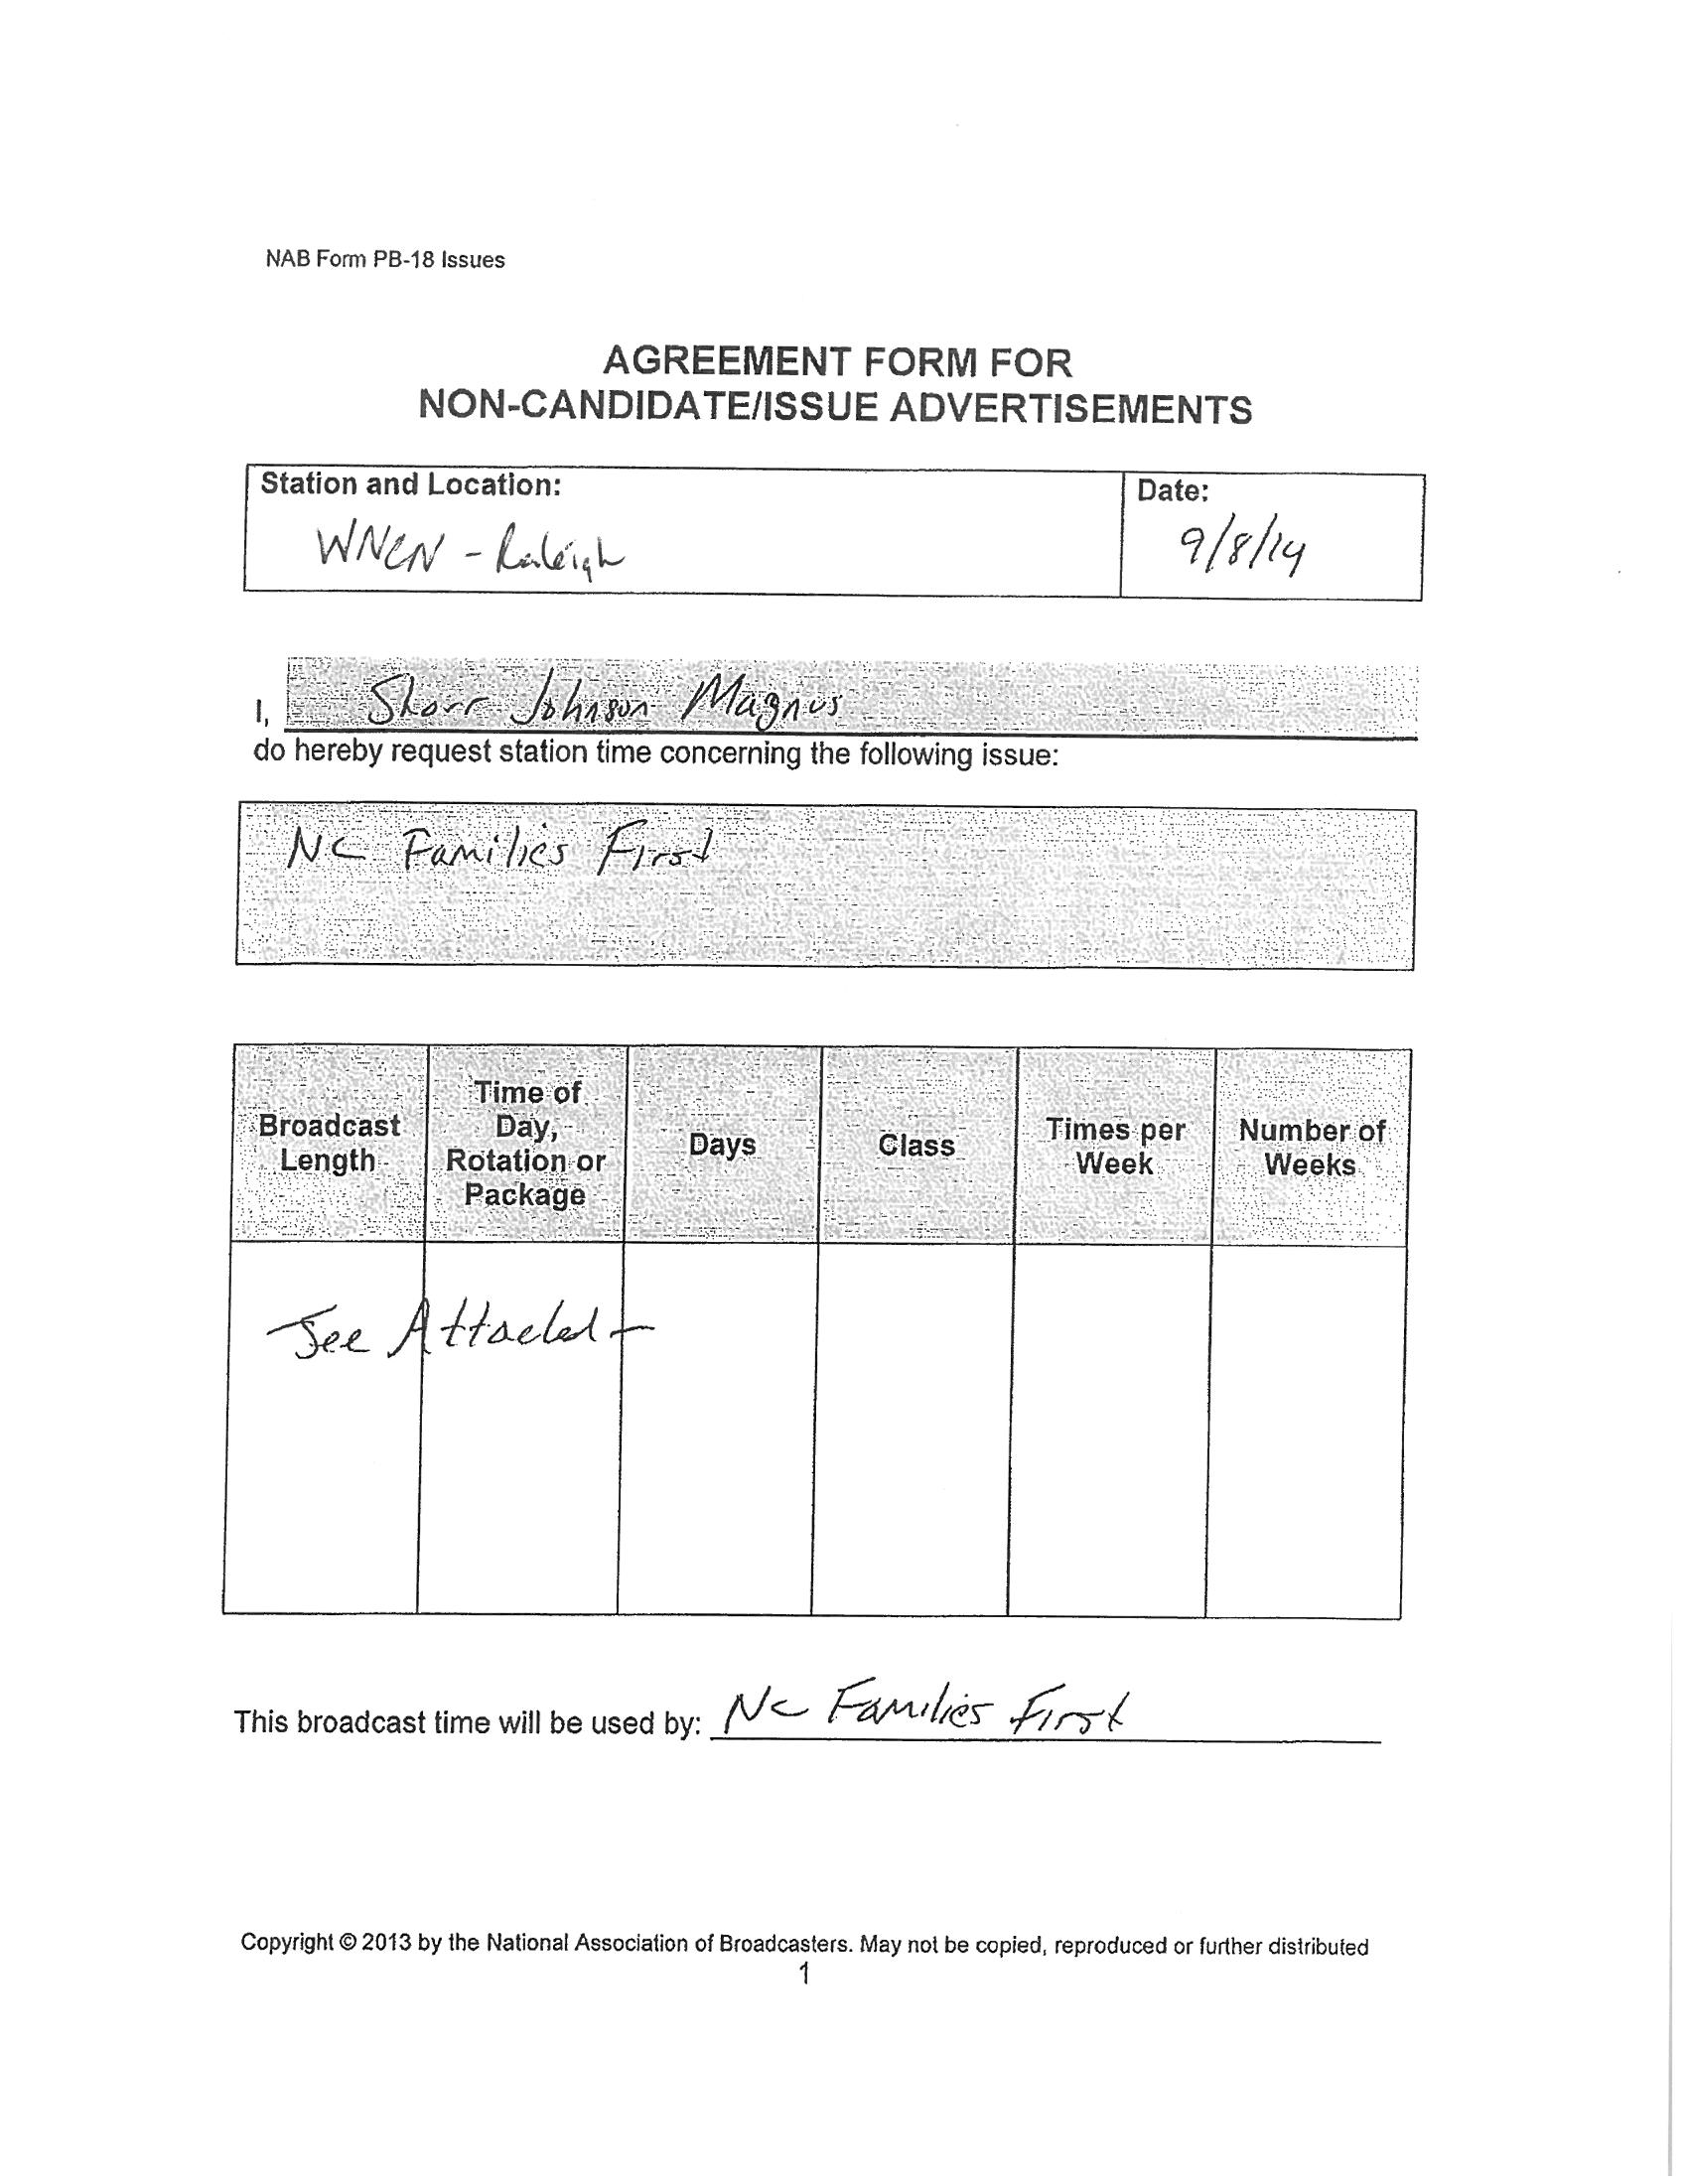 NAB Form PB-18 Issues
AGREEMENT FORM FOR
NON-CANDIDATE/ISSUE ADVERTISEMENTS
Station and Location:
WNCN - Raleigh
Date:
9/8/14
I, Shorr Johnson Magnus
do hereby request station time concerning the following issue:
NC Families First
Broadcast
Length
Time of
Day,
Rotation or
Package
Days
Class
Times per
Week
Number of
Weeks
See Attached -
This broadcast time will be used by: NC Families First
Copyright © 2013 by the National Association of Broadcasters. May not be copied, reproduced or further distributed
1